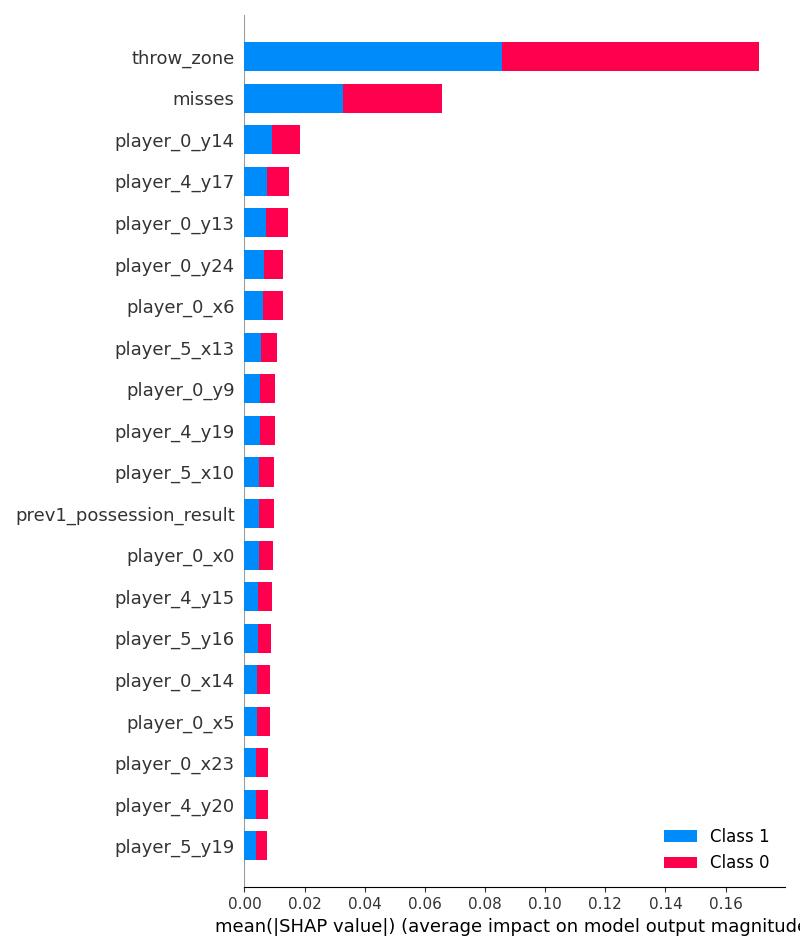 throw_zone
misses
player_0_y14
player_4_y17
player_0_y13
player_0_y24
player_0_x6
player_5_x13
player_0_y9
player_4_y19
player_5_x10
prev1_possession_result
player_0_x0
player_4_y15
player_5_y16
player_0_x14
player_0_x5
player_0_x23
player_4_y20
player_5_y19
Class 1
Class 0
0.00 0.02 0.04 0.06 0.08 0.10 0.12 0.14 0.16
mean(|SHAP value|) (average impact on model output magnitude